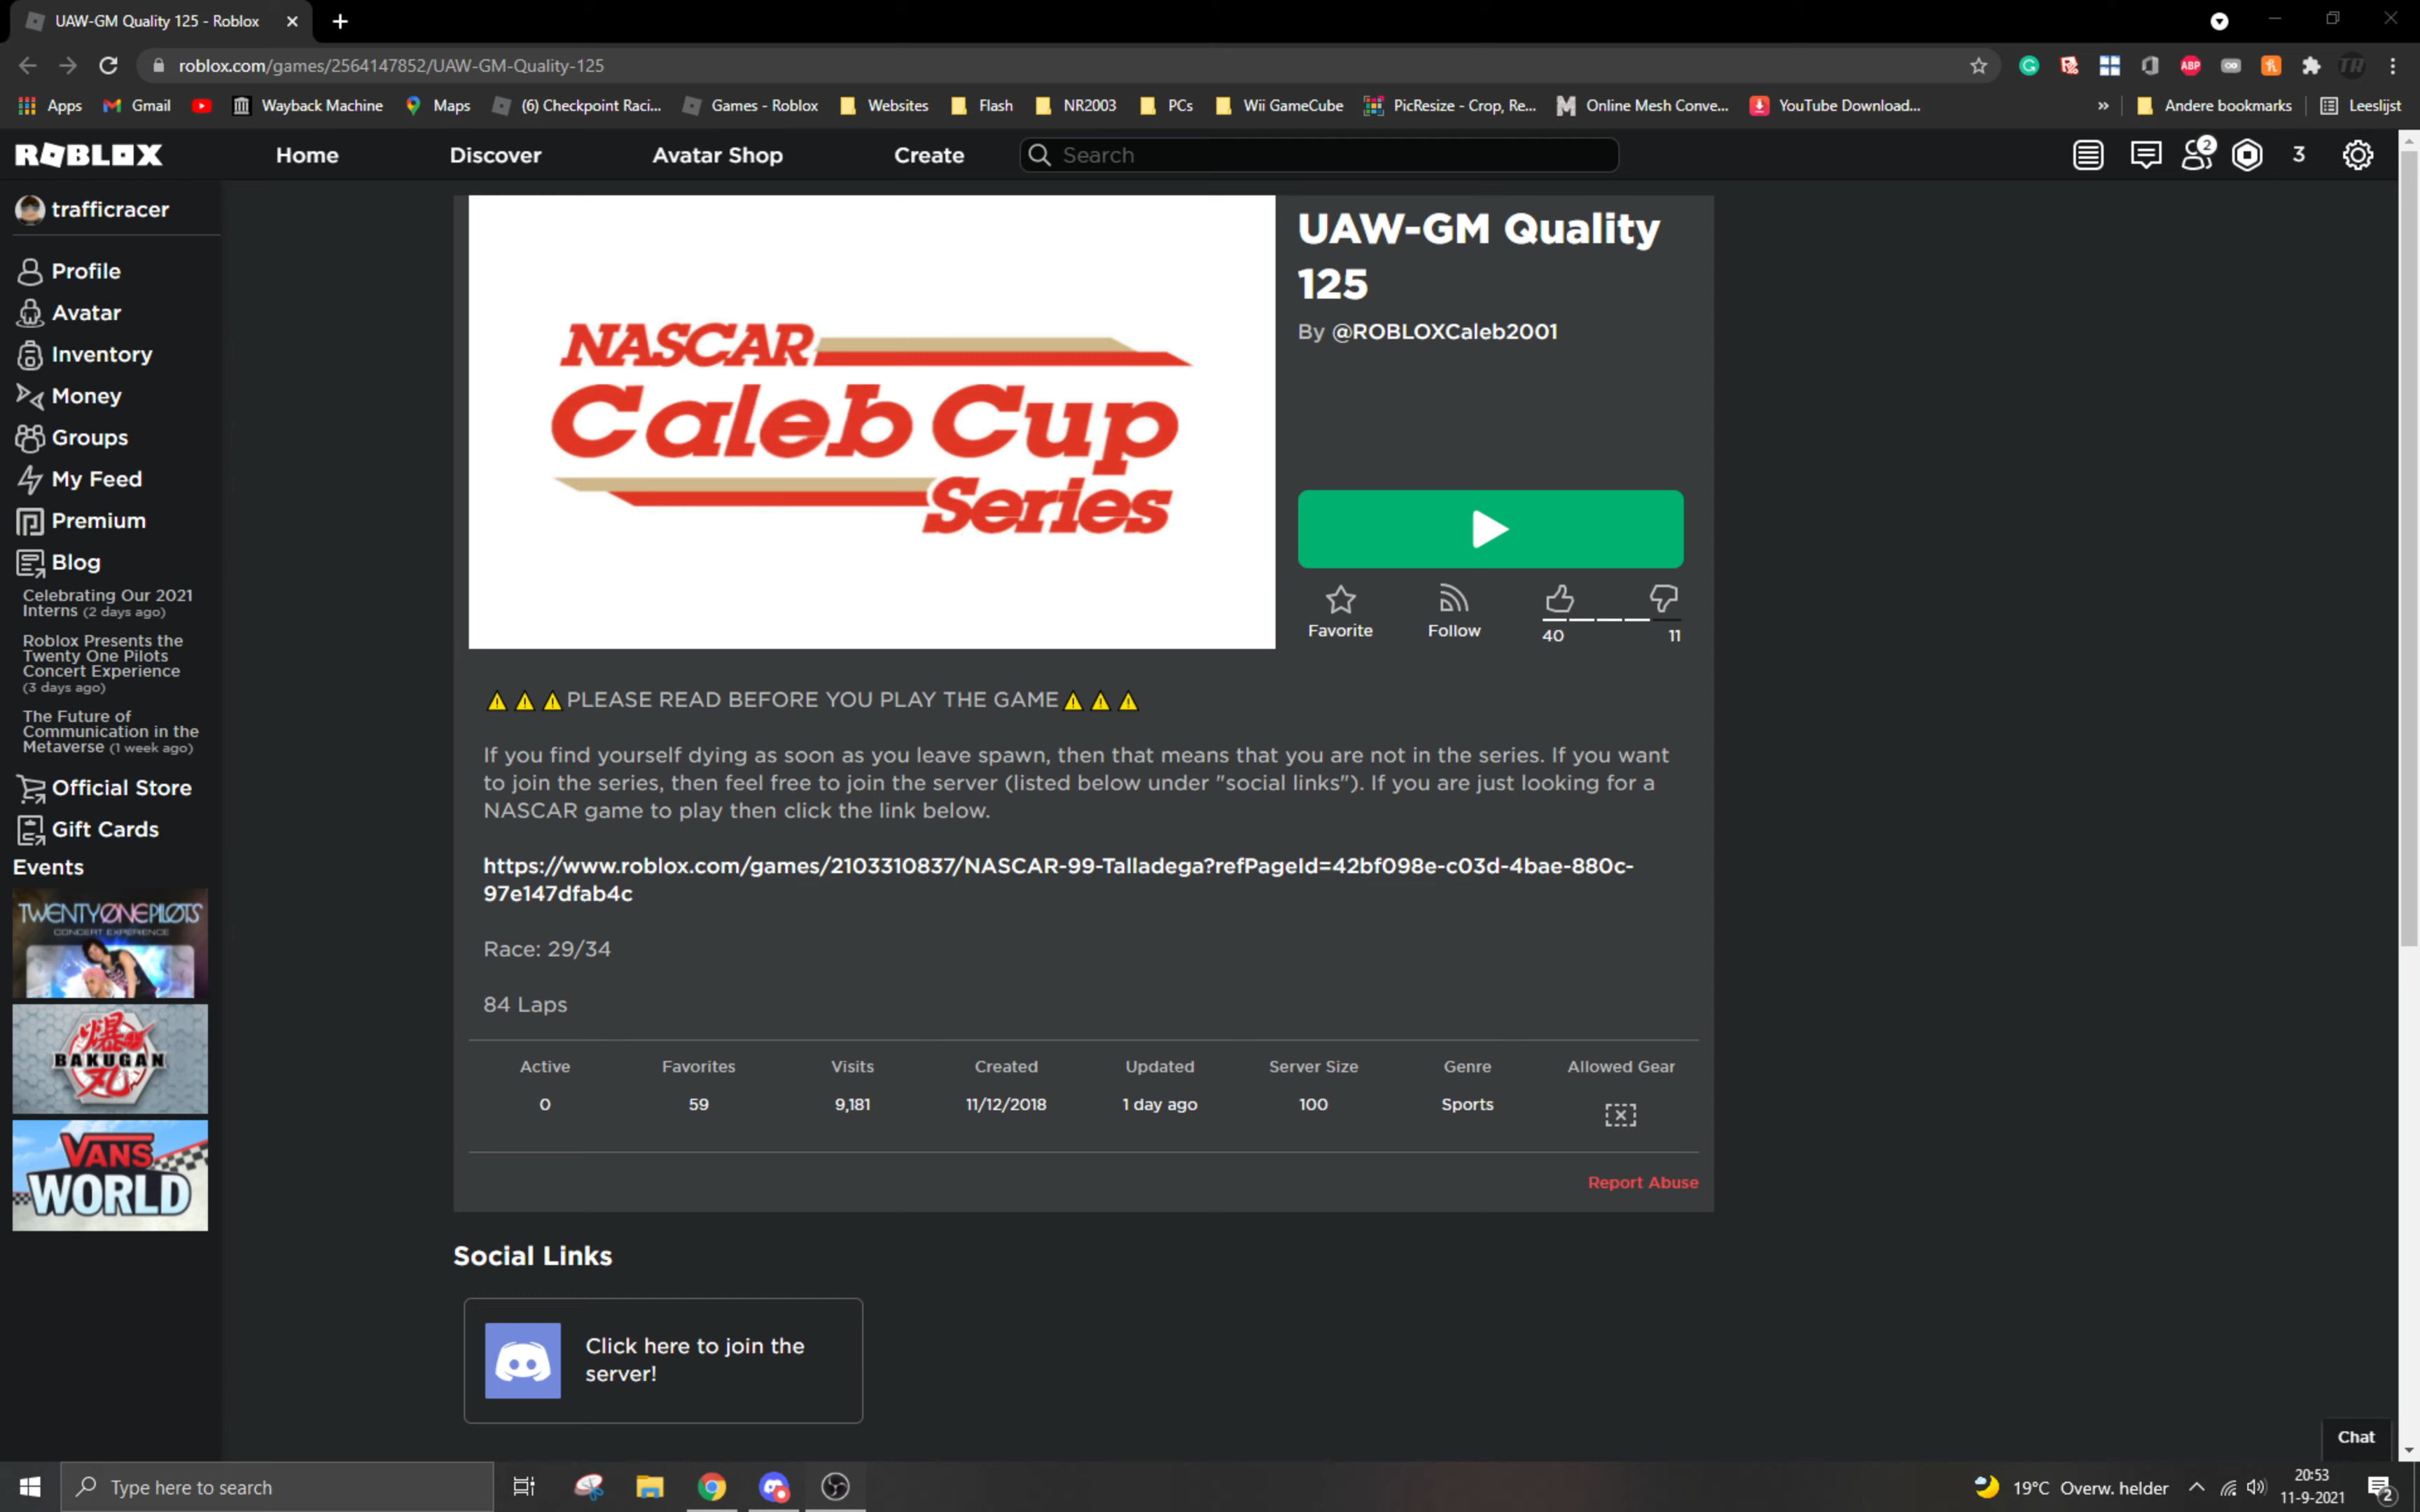 UAW-GM Quality 125 - Roblox
roblox.com/games/2564147852/UAW-GM-Quality-125
ABP
TR
Apps
Gmail
Wayback Machine
Maps
(6) Checkpoint Raci...
Games - Roblox
Websites
Flash
NR2003
PCs
Wii GameCube
PicResize - Crop, Re...
Online Mesh Conve...
YouTube Download...
»
Andere bookmarks
Leeslijst
ROBLOX
Home
Discover
Avatar Shop
Create
Search
2
3
trafficracer
Profile
Avatar
Inventory
Money
Groups
My Feed
Premium
Blog
Celebrating Our 2021
Interns (2 days ago)
Roblox Presents the
Twenty One Pilots
Concert Experience
(3 days ago)
The Future of
Communication in the
Metaverse (1 week ago)
Official Store
Gift Cards
Events
TWENTY ØNE PILØTS
CONCERT EXPERIENCE
爆
BAKUGAN
丸
VANS
WORLD
NASCAR
Caleb Cup
Series
UAW-GM Quality
125
By @ROBLOXCaleb2001
Favorite
Follow
40
11
⚠⚠⚠PLEASE READ BEFORE YOU PLAY THE GAME⚠⚠⚠
If you find yourself dying as soon as you leave spawn, then that means that you are not in the series. If you want
to join the series, then feel free to join the server (listed below under "social links"). If you are just looking for a
NASCAR game to play then click the link below.
https://www.roblox.com/games/2103310837/NASCAR-99-Talladega?refPageId=42bf098e-c03d-4bae-880c-
97e147dfab4c
Race: 29/34
84 Laps
Active
Favorites
Visits
Created
Updated
Server Size
Genre
Allowed Gear
0
59
9,181
11/12/2018
1 day ago
100
Sports
Report Abuse
Social Links
Click here to join the
server!
Chat
Type here to search
19°C Overw. helder
20:53
11-9-2021
2